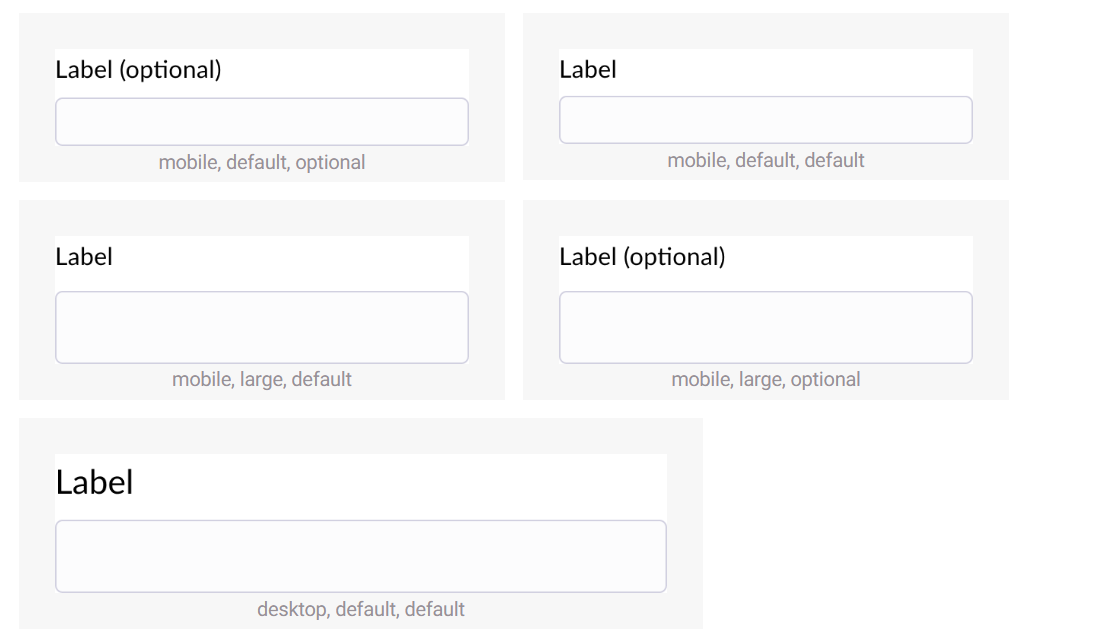 Label (optional)
mobile, default, optional
Label
mobile, default, default
Label
mobile, large, default
Label (optional)
mobile, large, optional
Label
desktop, default, default